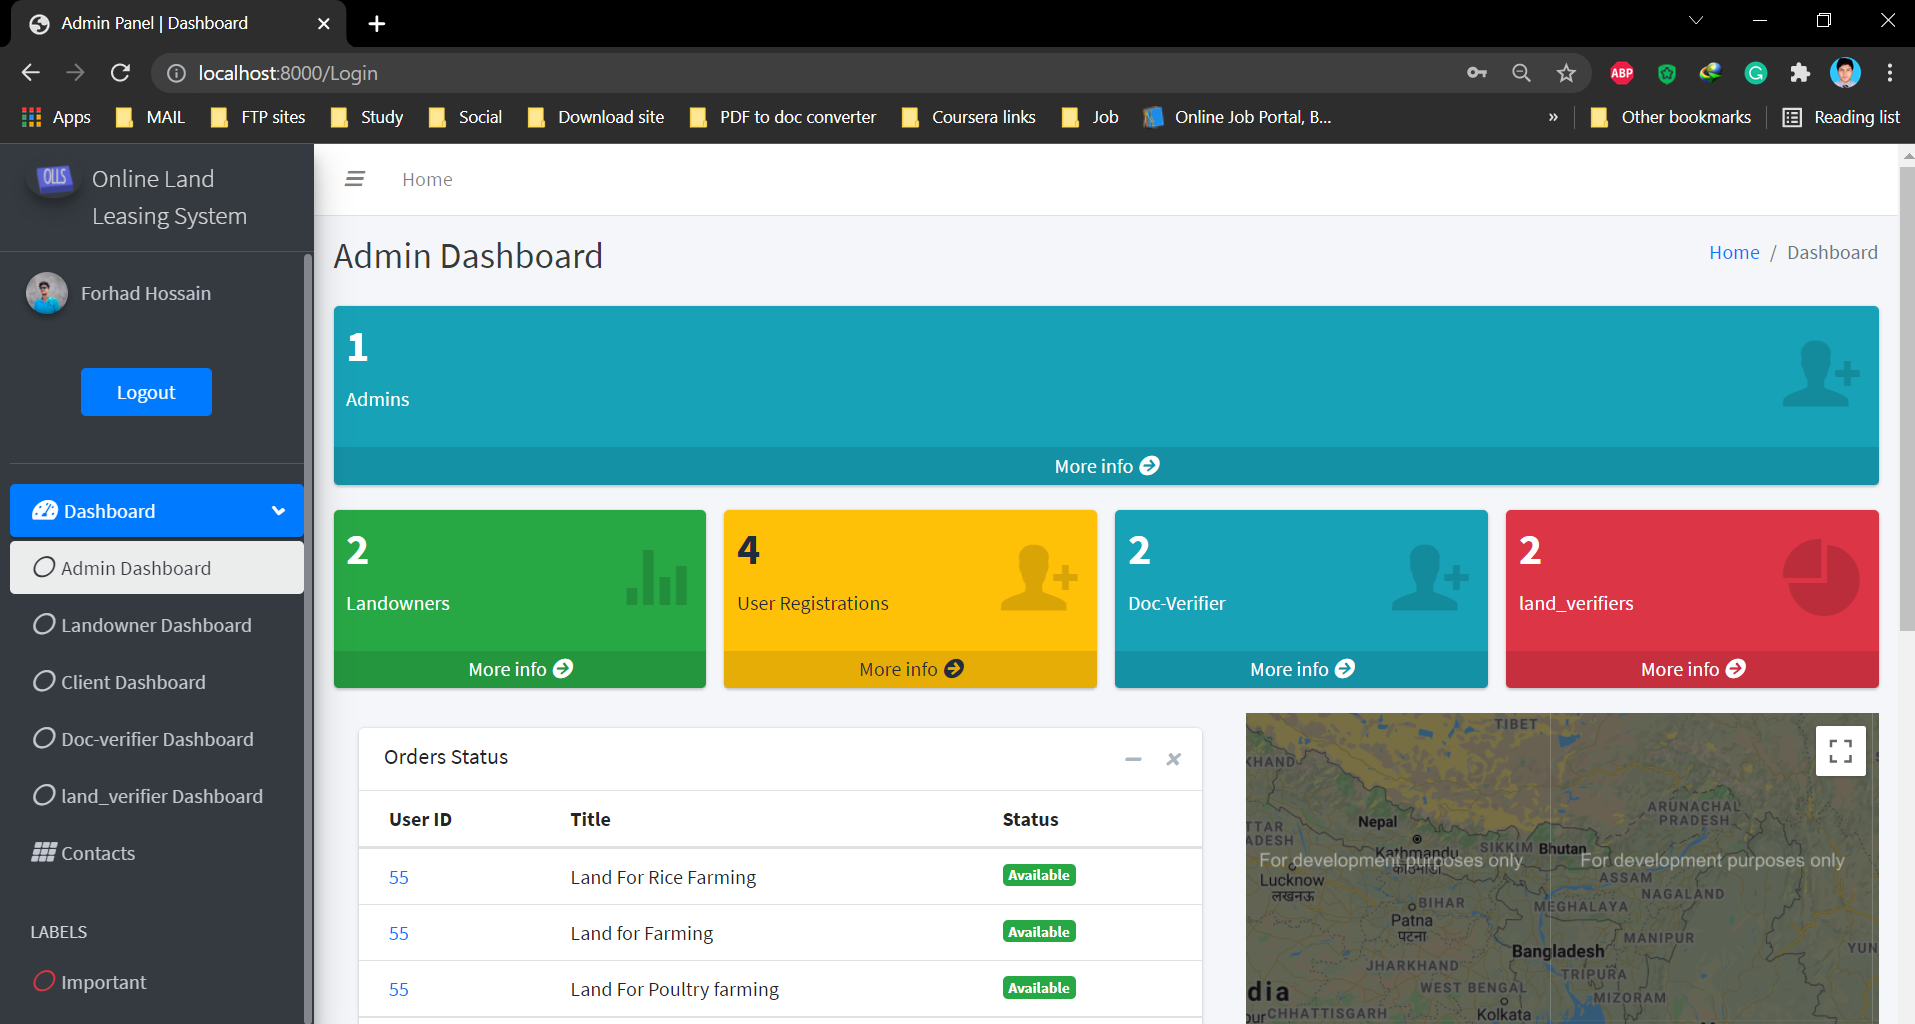 Admin Panel | Dashboard
localhost:8000/Login
ABP
Apps
MAIL
FTP sites
Study
Social
Download site
PDF to doc converter
Coursera links
Job
Online Job Portal, B...
»
Other bookmarks
Reading list
OLLS
Online Land
Leasing System
Forhad Hossain
Logout
Dashboard
Admin Dashboard
Landowner Dashboard
Client Dashboard
Doc-verifier Dashboard
land_verifier Dashboard
Contacts
LABELS
Important
Home
Admin Dashboard
Home / Dashboard
1
Admins
More info
2
Landowners
More info
4
User Registrations
More info
2
Doc-Verifier
More info
2
land_verifiers
More info
Orders Status
User ID Title Status
55 Land For Rice Farming Available
55 Land for Farming Available
55 Land For Poultry farming Available
TIBET
KHAND
ARUNACHAL
PRADESH
Nepal
TTAR
ADESH
Kathmandu
काठमाडौं
SIKKIM
Bhutan
For development purposes only
For development purposes only
ASSAM
Lucknow
लखनऊ
NAGALAND
BIHAR
MEGHALAYA
Patna
पटना
MANIPUR
Bangladesh
YUN
JHARKHAND
TRIPURA
WEST BENGAL
dia
MIZORAM
pur
CHHATTISGARH
Kolkata